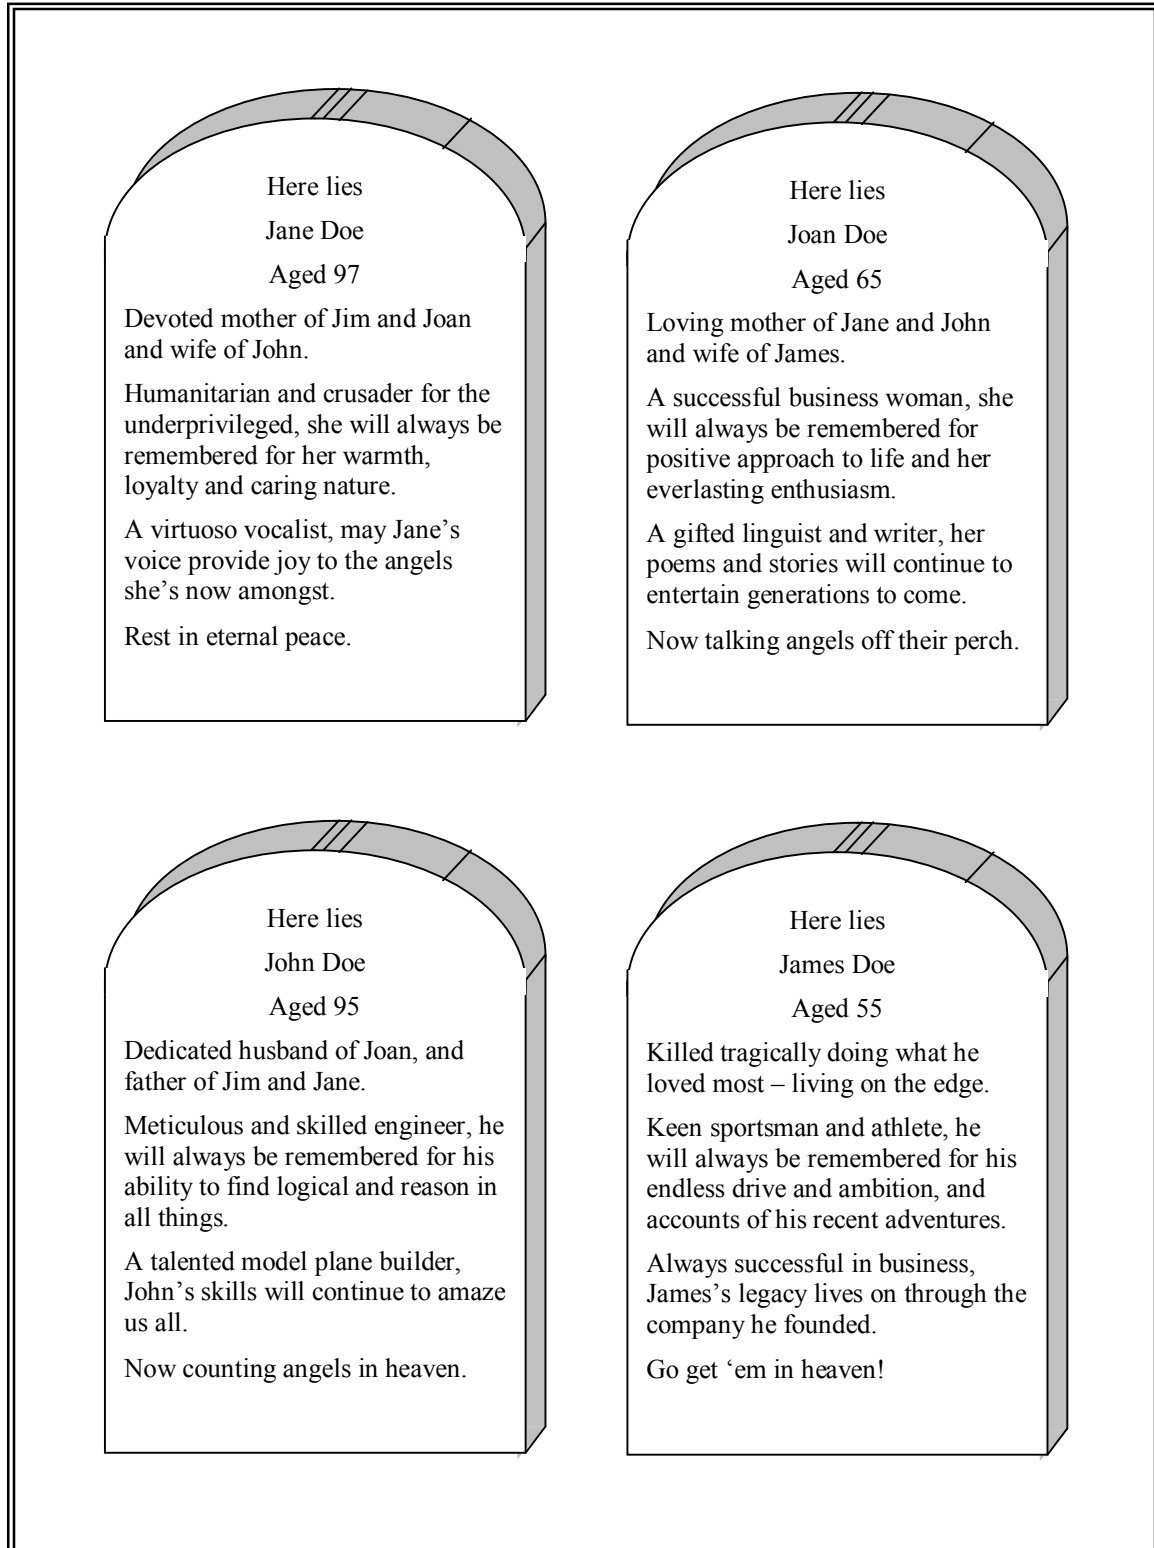 Here lies
Jane Doe
Aged 97
Devoted mother of Jim and Joan
and wife of John.
Humanitarian and crusader for the
underprivileged, she will always be
remembered for her warmth,
loyalty and caring nature.
A virtuoso vocalist, may Jane’s
voice provide joy to the angels
she’s now amongst.
Rest in eternal peace.
Here lies
Joan Doe
Aged 65
Loving mother of Jane and John
and wife of James.
A successful business woman, she
will always be remembered for
positive approach to life and her
everlasting enthusiasm.
A gifted linguist and writer, her
poems and stories will continue to
entertain generations to come.
Now talking angels off their perch.
Here lies
John Doe
Aged 95
Dedicated husband of Joan, and
father of Jim and Jane.
Meticulous and skilled engineer, he
will always be remembered for his
ability to find logical and reason in
all things.
A talented model plane builder,
John’s skills will continue to amaze
us all.
Now counting angels in heaven.
Here lies
James Doe
Aged 55
Killed tragically doing what he
loved most – living on the edge.
Keen sportsman and athlete, he
will always be remembered for his
endless drive and ambition, and
accounts of his recent adventures.
Always successful in business,
James’s legacy lives on through the
company he founded.
Go get ‘em in heaven!